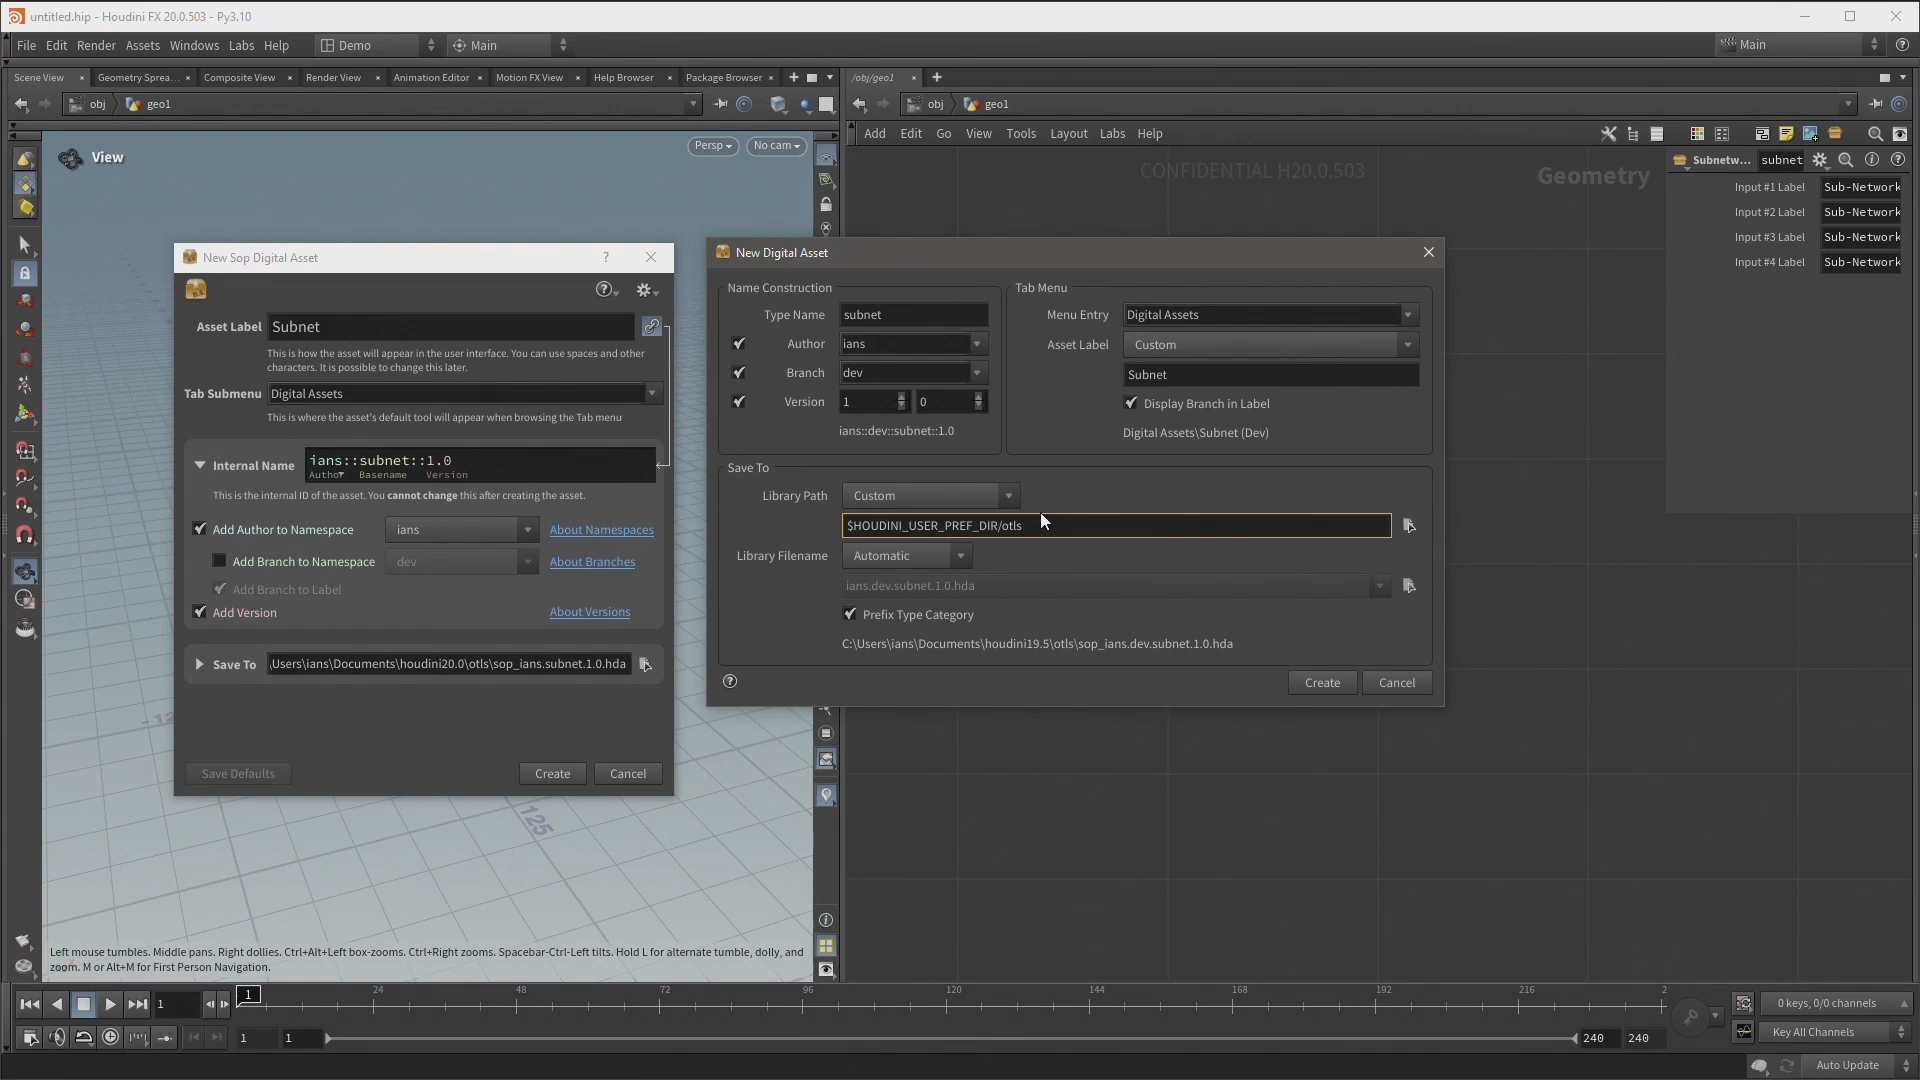 untitled.hip - Houdini FX 20.0.503 - Py3.10
File Edit Render Assets Windows Labs Help Demo Main Main
Scene View Geometry Sprea... Composite View Render View Animation Editor Motion FX View Help Browser Package Browser
/obj/geo1
obj geo1
obj geo1
Add Edit Go View Tools Layout Labs Help
View
Persp No cam
CONFIDENTIAL H20.0.503
Geometry
Subnetw... subnet
Input #1 Label Sub-Network
Input #2 Label Sub-Network
Input #3 Label Sub-Network
Input #4 Label Sub-Network
New Sop Digital Asset
Asset Label Subnet
This is how the asset will appear in the user interface. You can use spaces and other
characters. It is possible to change this later.
Tab Submenu Digital Assets
This is where the asset's default tool will appear when browsing the Tab menu
Internal Name ians::subnet::1.0
Author Basename Version
This is the internal ID of the asset. You cannot change this after creating the asset.
Add Author to Namespace ians About Namespaces
Add Branch to Namespace dev About Branches
Add Branch to Label
Add Version About Versions
Save To \Users\ians\Documents\houdini20.0\otls\sop_ians.subnet.1.0.hda
Save Defaults Create Cancel
New Digital Asset
Name Construction
Type Name subnet
Author ians
Branch dev
Version 1 0
ians::dev::subnet::1.0
Tab Menu
Menu Entry Digital Assets
Asset Label Custom
Subnet
Display Branch in Label
Digital Assets\Subnet (Dev)
Save To
Library Path Custom
$HOUDINI_USER_PREF_DIR/otls
Library Filename Automatic
ians.dev.subnet.1.0.hda
Prefix Type Category
C:\Users\ians\Documents\houdini19.5\otls\sop_ians.dev.subnet.1.0.hda
Create Cancel
125
Left mouse tumbles. Middle pans. Right dollies. Ctrl+Alt+Left box-zooms. Ctrl+Right zooms. Spacebar-Ctrl-Left tilts. Hold L for alternate tumble, dolly, and
zoom. M or Alt+M for First Person Navigation.
1 1 24 48 72 96 120 144 168 192 216 2
0 keys, 0/0 channels
1 1 240 240
Key All Channels
Auto Update